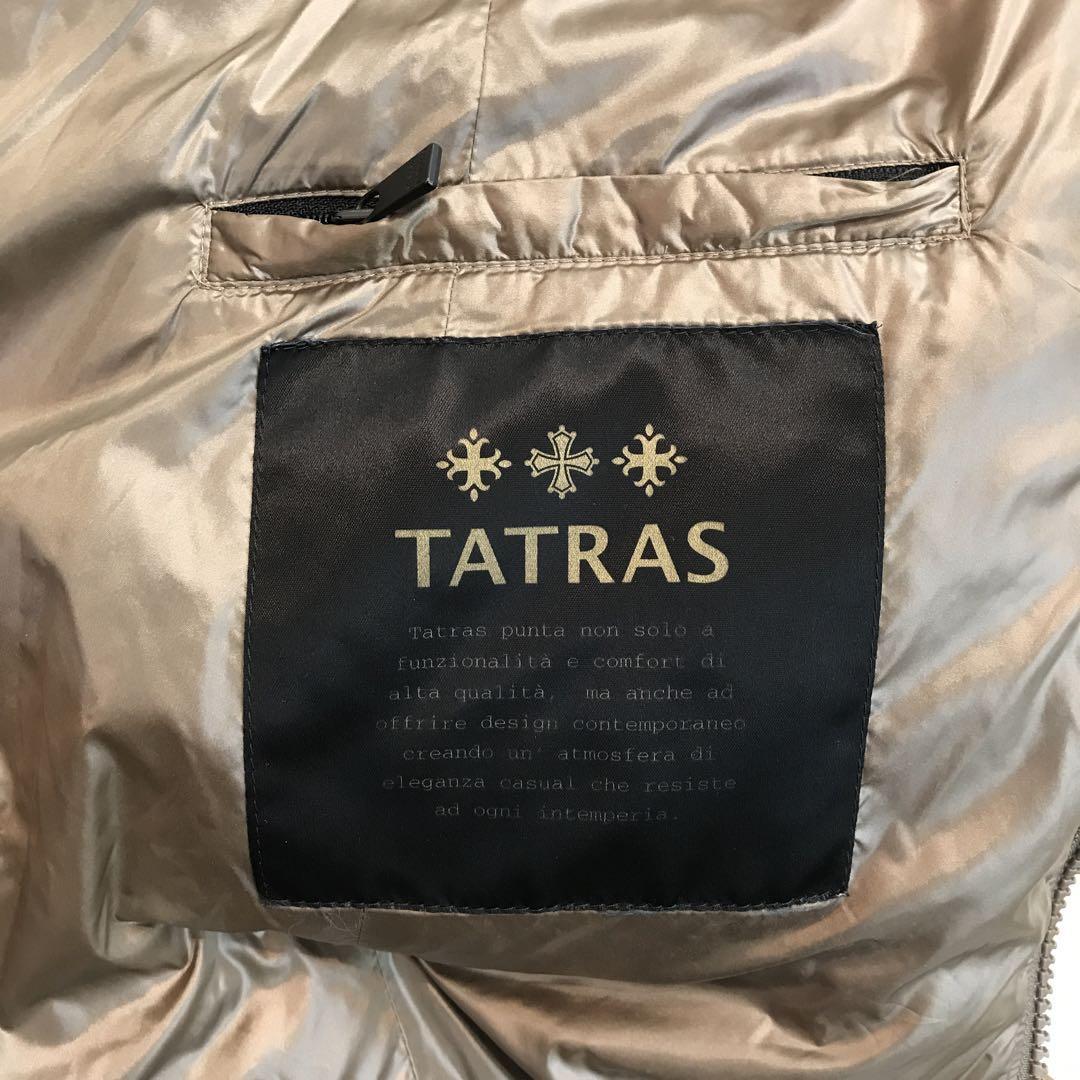 TATRAS
Tatras punta non solo a
funzionalità e comfort di
alta qualità, ma anche ad
offrire design contemporaneo
creando un' atmosfera di
eleganza casual che resiste
ad ogni intemperia.